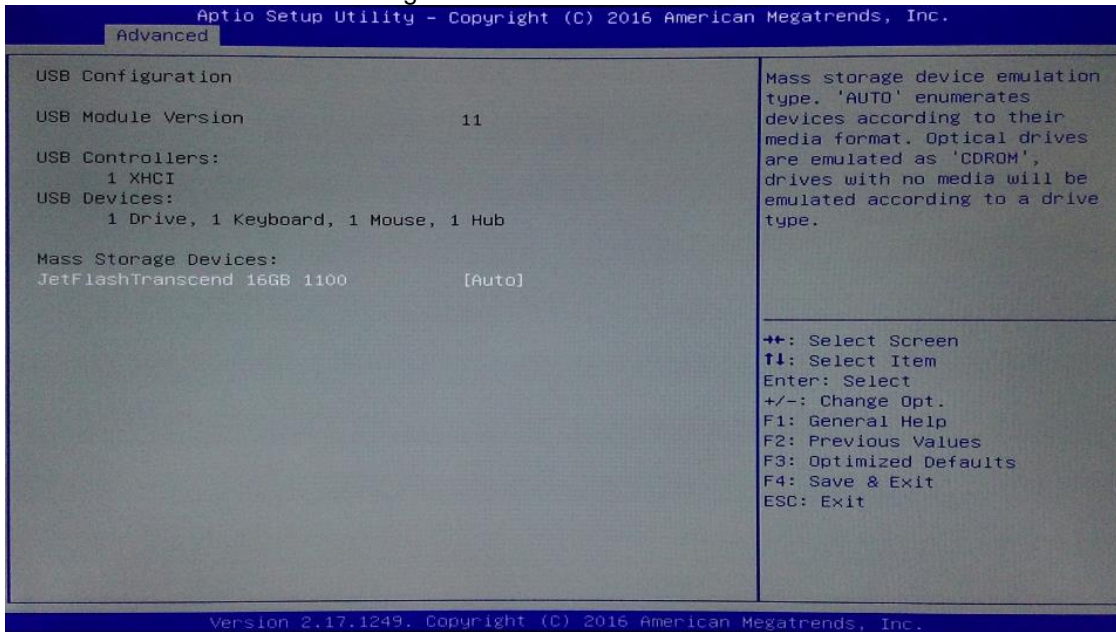 Aptio Setup Utility – Copyright (C) 2016 American Megatrends, Inc.
Advanced
USB Configuration
USB Module Version 11
USB Controllers:
1 XHCI
USB Devices:
1 Drive, 1 Keyboard, 1 Mouse, 1 Hub
Mass Storage Devices:
JetFlashTranscend 16GB 1100 [Auto]
Mass storage device emulation
type. 'AUTO' enumerates
devices according to their
media format. Optical drives
are emulated as 'CDROM',
drives with no media will be
emulated according to a drive
type.
→←: Select Screen
↑↓: Select Item
Enter: Select
+/-: Change Opt.
F1: General Help
F2: Previous Values
F3: Optimized Defaults
F4: Save & Exit
ESC: Exit
Version 2.17.1249. Copyright (C) 2016 American Megatrends, Inc.